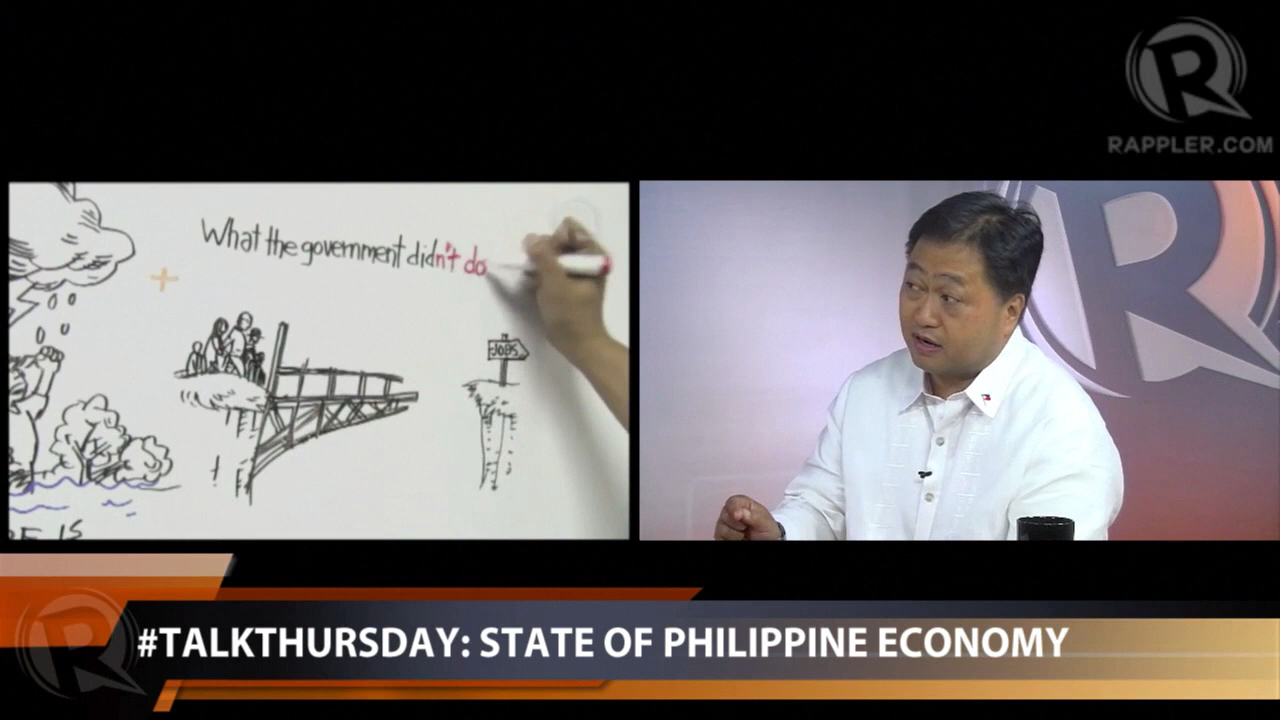 RAPPLER.COM
What the government didn't do
JOBS
#TALKTHURSDAY: STATE OF PHILIPPINE ECONOMY